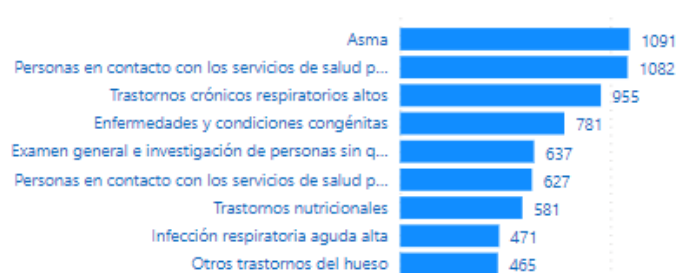 Asma 1091
Personas en contacto con los servicios de salud p... 1082
Trastornos crónicos respiratorios altos 955
Enfermedades y condiciones congénitas 781
Examen general e investigación de personas sin q... 637
Personas en contacto con los servicios de salud p... 627
Trastornos nutricionales 581
Infección respiratoria aguda alta 471
Otros trastornos del hueso 465